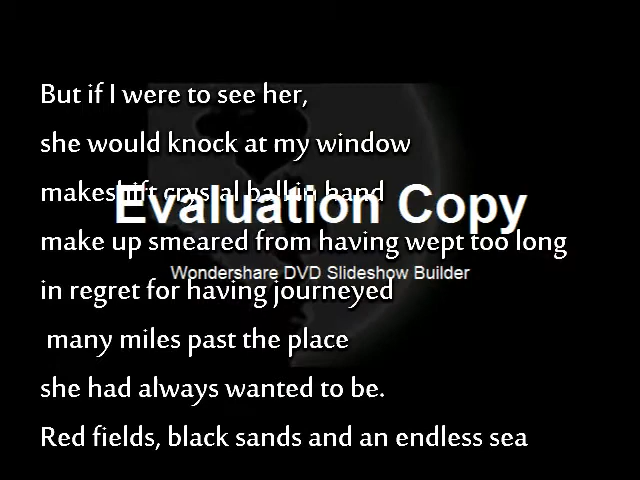 But if I were to see her,
she would knock at my window
makeshift crystal ball in hand
Evaluation Copy
make up smeared from having wept too long
Wondershare DVD Slideshow Builder
in regret for having journeyed
many miles past the place
she had always wanted to be.
Red fields, black sands and an endless sea